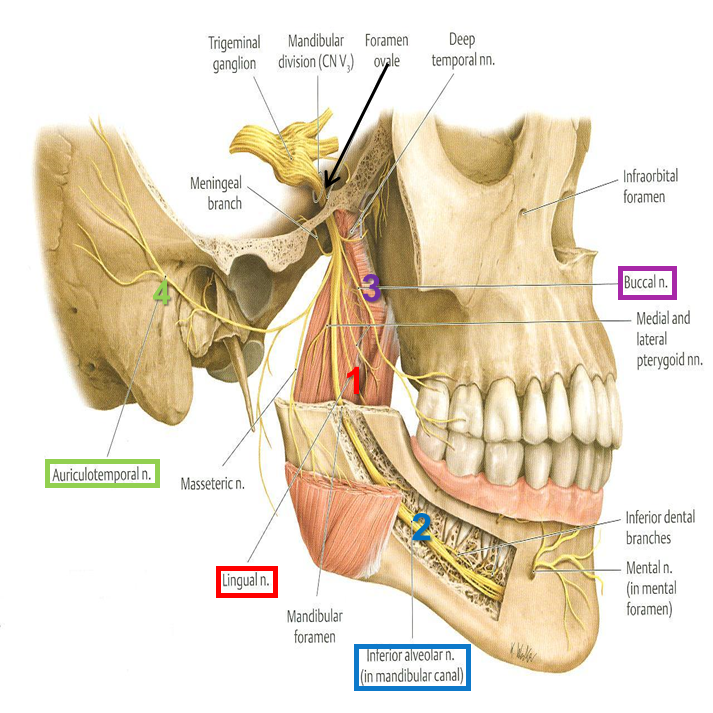 Trigeminal
ganglion
Mandibular
division (CN V3)
Foramen
ovale
Deep
temporal nn.
Meningeal
branch
Infraorbital
foramen
4
3
Buccal n.
Medial and
lateral
pterygoid nn.
1
Auriculotemporal n.
Masseteric n.
2
Inferior dental
branches
Lingual n.
Mental n.
(in mental
foramen)
Mandibular
foramen
Inferior alveolar n.
(in mandibular canal)